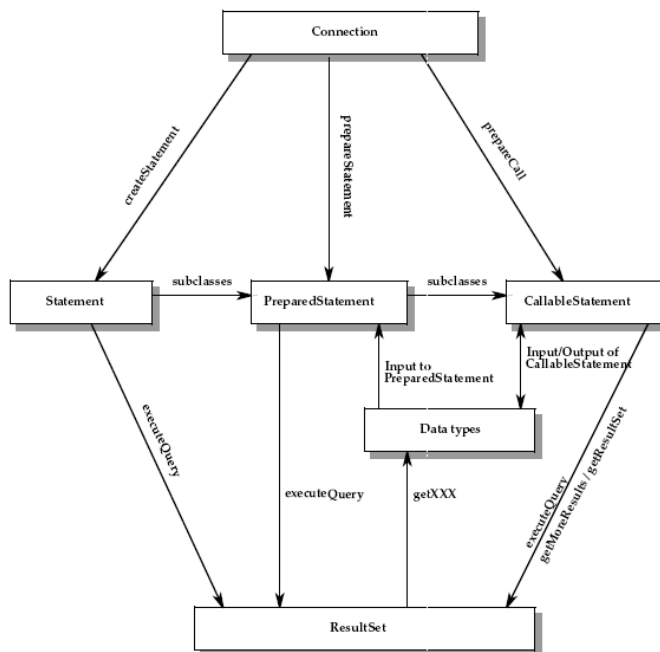 Connection
createStatement
prepareStatement
prepareCall
subclasses
subclasses
Statement
PreparedStatement
CallableStatement
Input to
PreparedStatement
Input/Output of
CallableStatement
Data types
executeQuery
executeQuery
getXXX
executeQuery
getMoreResults / getResultSet
ResultSet